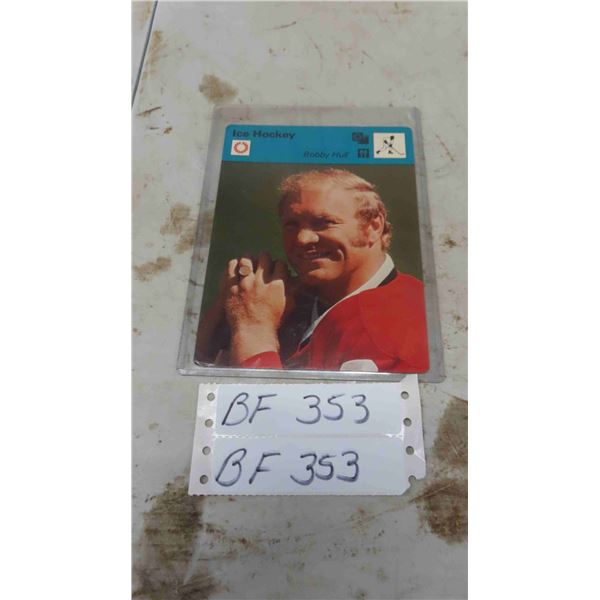 Ice Hockey
Bobby Hull
BF 353
BF 353